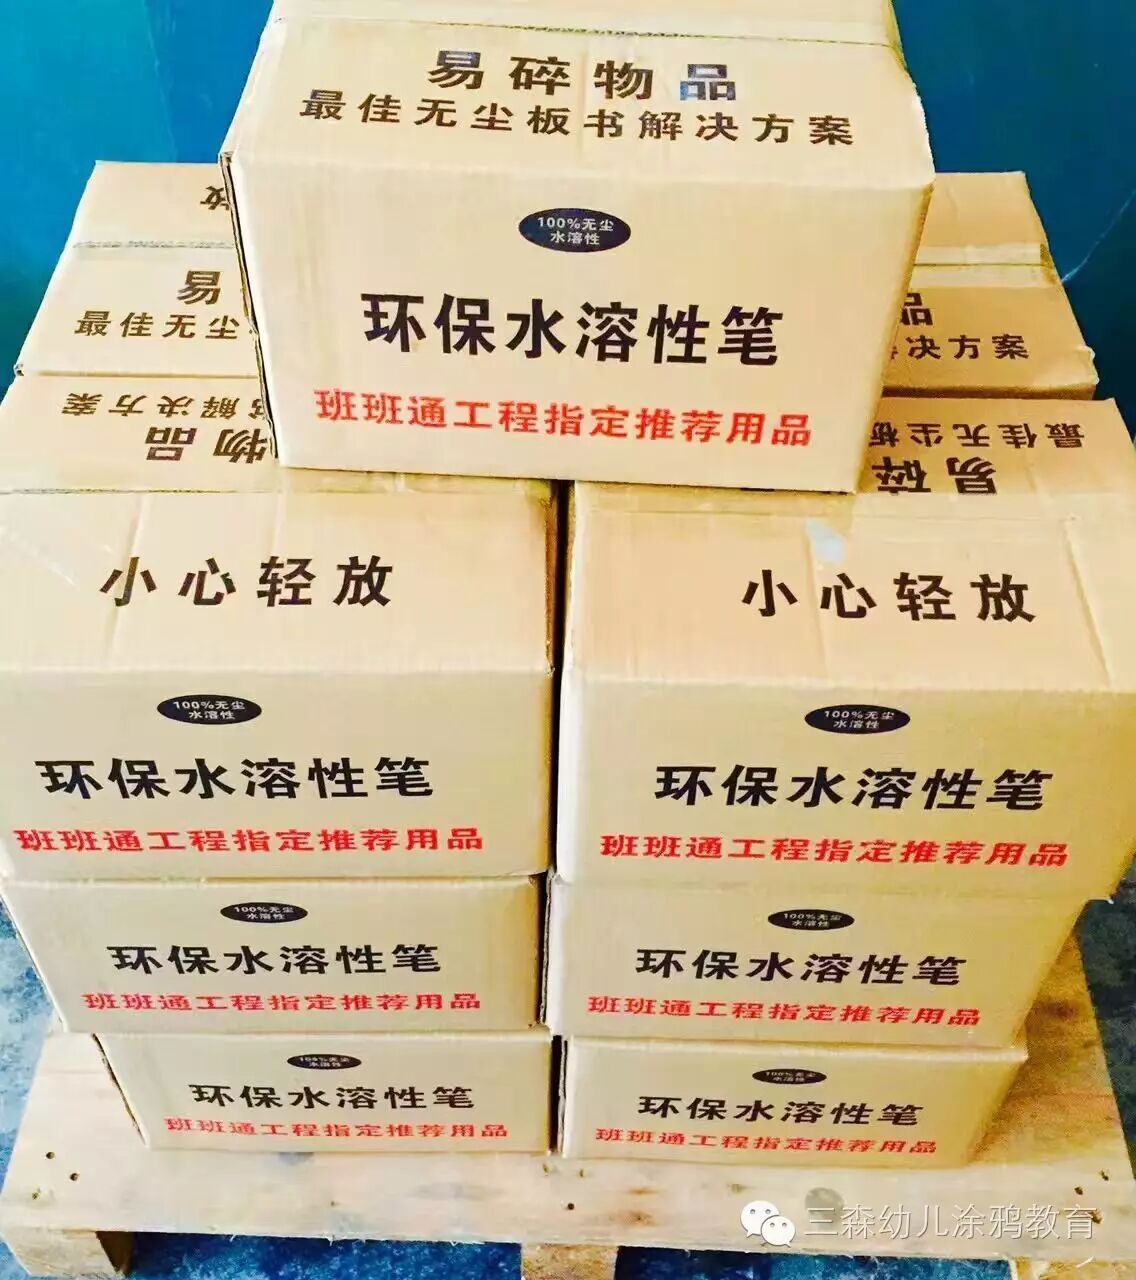 易碎物品
最佳无尘板书解决方案
100%无尘
水溶性
环保水溶性笔
班班通工程指定推荐用品
易
最佳无尘
品
决方案
解决方案
物品
最佳无尘板
易碎
小心轻放
100%无尘
水溶性
环保水溶性笔
班班通工程指定推荐用品
小心轻放
100%无尘
水溶性
环保水溶性笔
班班通工程指定推荐用品
100%无尘
水溶性
环保水溶性笔
班班通工程指定推荐用品
100%无尘
水溶性
环保水溶性笔
班班通工程指定推荐用品
100%无尘
水溶性
环保水溶性笔
班班通工程指定推荐用品
100%无尘
水溶性
环保水溶性笔
班班通工程指定推荐用品
三森幼儿涂鸦教育